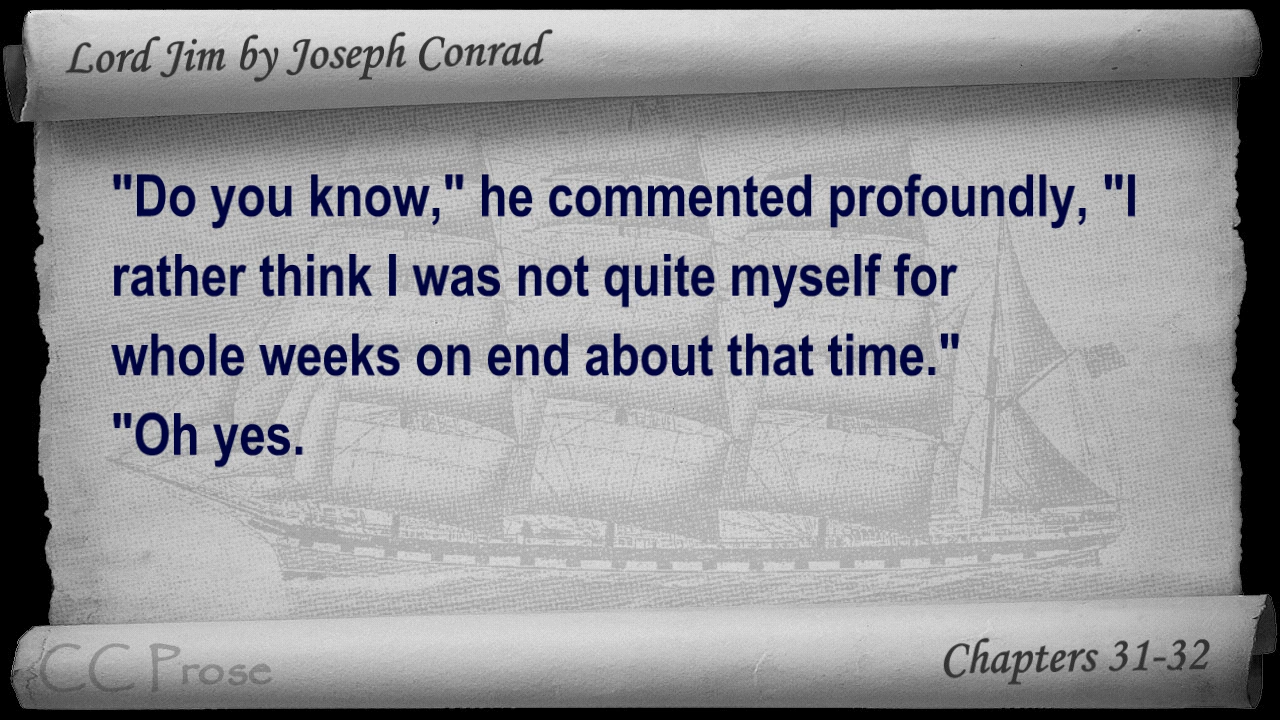 Lord Jim by Joseph Conrad
"Do you know," he commented profoundly, "I
rather think I was not quite myself for
whole weeks on end about that time."
"Oh yes.
CC Prose
Chapters 31-32